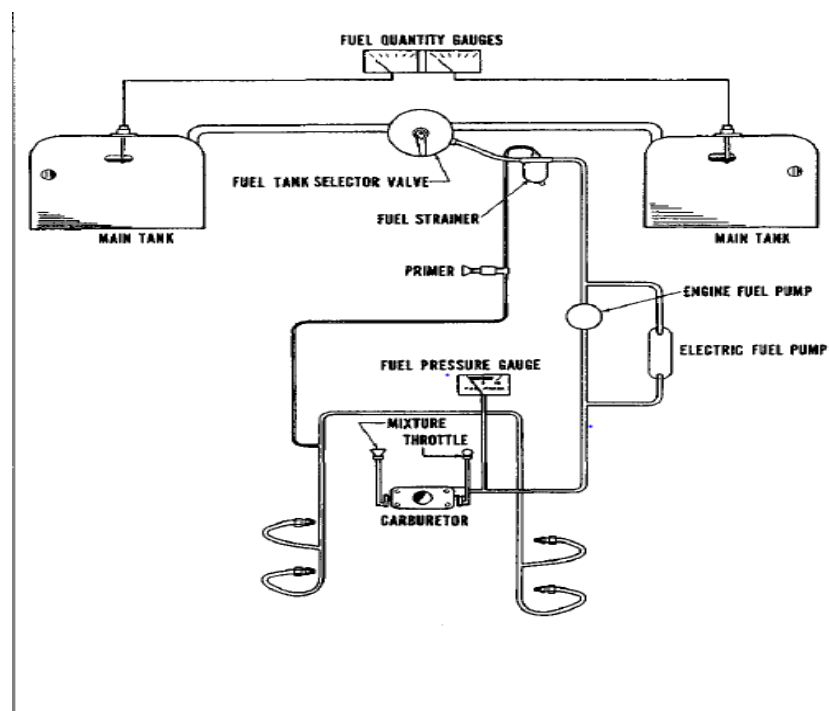 FUEL QUANTITY GAUGES
FUEL TANK SELECTOR VALVE
FUEL STRAINER
MAIN TANK
MAIN TANK
PRIMER
ENGINE FUEL PUMP
ELECTRIC FUEL PUMP
FUEL PRESSURE GAUGE
MIXTURE
THROTTLE
CARBURETOR